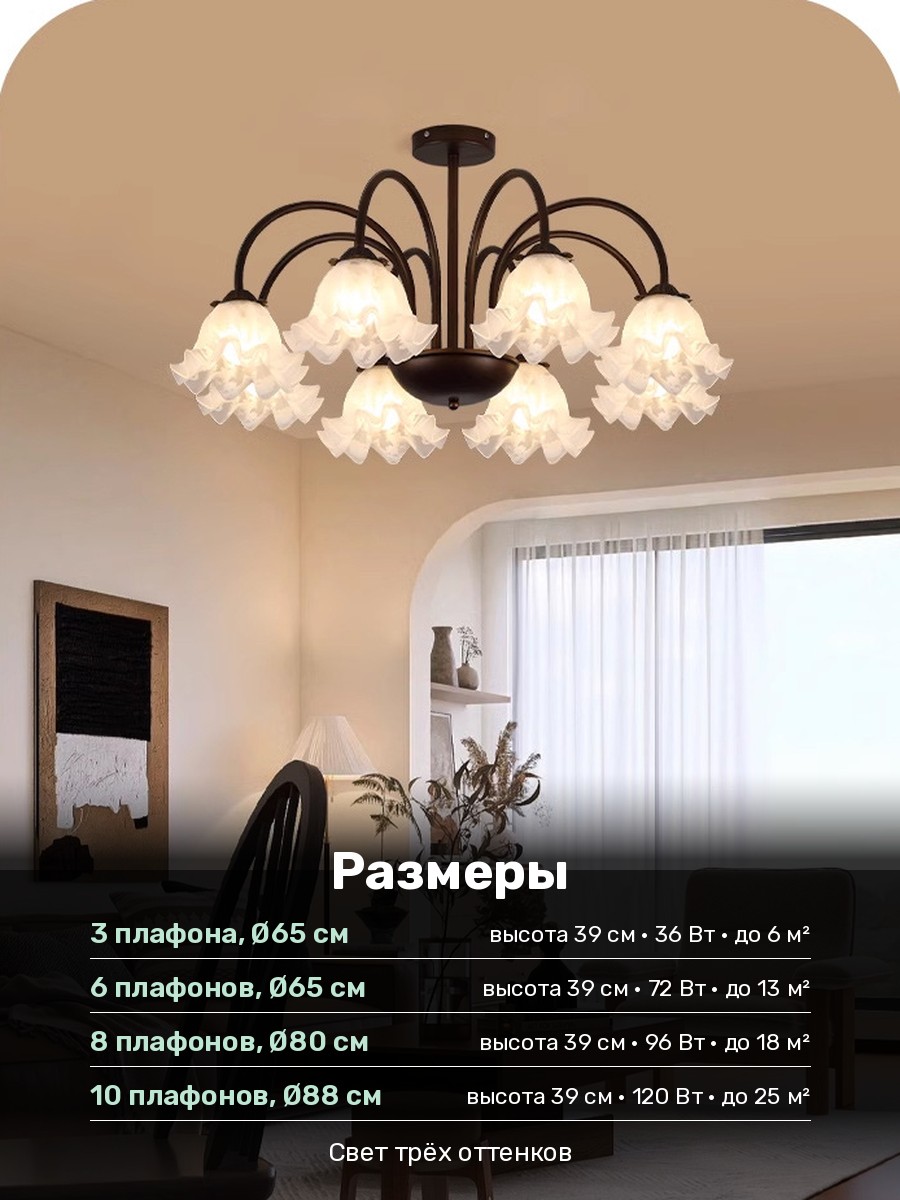 Размеры
3 плафона, Ø65 см высота 39 см • 36 Вт • до 6 м²
6 плафонов, Ø65 см высота 39 см • 72 Вт • до 13 м²
8 плафонов, Ø80 см высота 39 см • 96 Вт • до 18 м²
10 плафонов, Ø88 см высота 39 см • 120 Вт • до 25 м²
Свет трёх оттенков